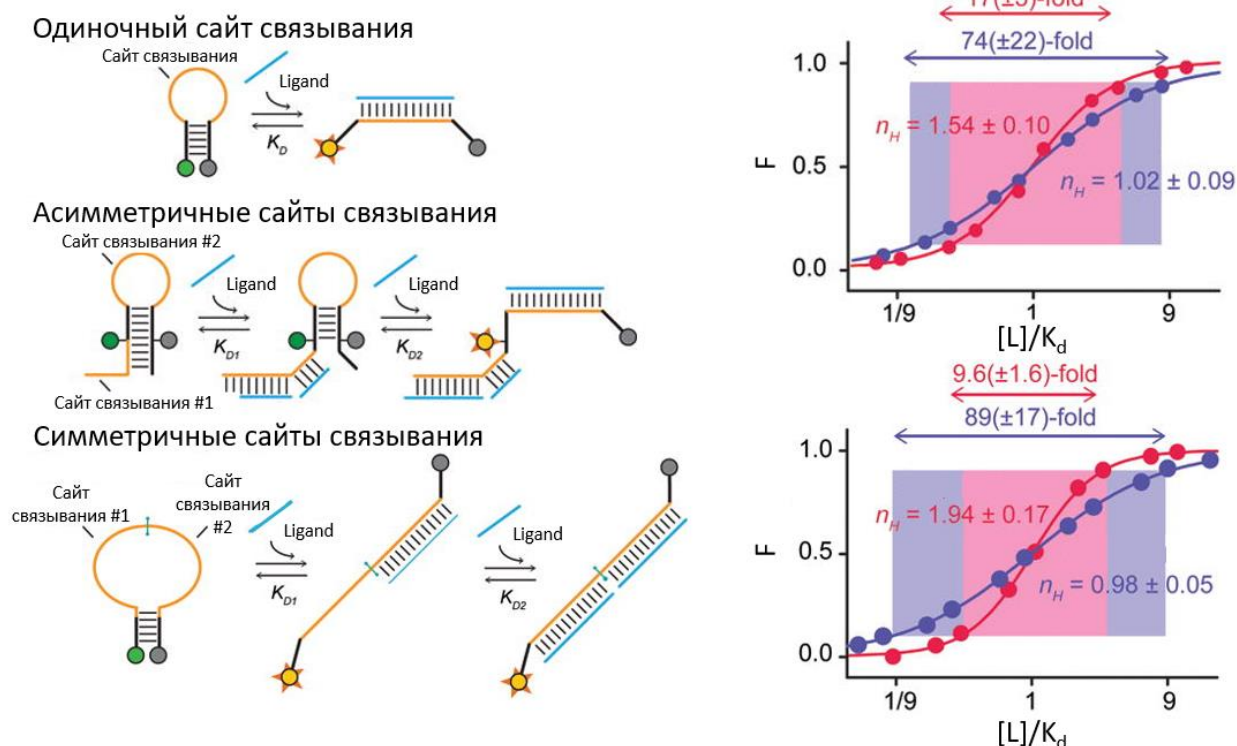 Одиночный сайт связывания
Сайт связывания
Ligand
K_D
Асимметричные сайты связывания
Сайт связывания #2
Ligand
Ligand
K_D1
K_D2
Сайт связывания #1
Симметричные сайты связывания
Сайт
связывания #1
Сайт
связывания
#2
Ligand
Ligand
K_D1
K_D2
74(±22)-fold
1.0
n_H = 1.54 ± 0.10
F
0.5
n_H = 1.02 ± 0.09
0.0
1/9
1
9
[L]/K_d
9.6(±1.6)-fold
89(±17)-fold
1.0
n_H = 1.94 ± 0.17
F
0.5
n_H = 0.98 ± 0.05
0.0
1/9
1
9
[L]/K_d